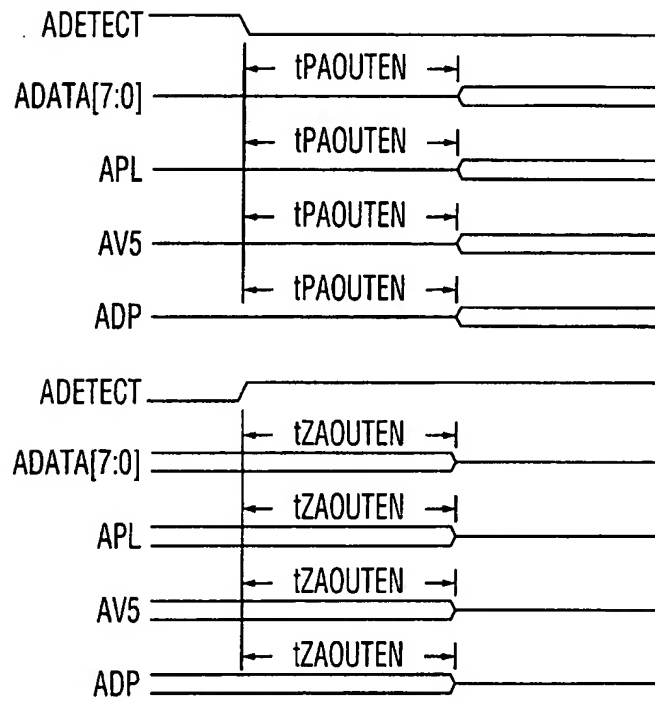 ADETECT
tPAOUTEN
ADATA[7:0]
tPAOUTEN
APL
tPAOUTEN
AV5
tPAOUTEN
ADP
ADETECT
tZAOUTEN
ADATA[7:0]
tZAOUTEN
APL
tZAOUTEN
AV5
tZAOUTEN
ADP